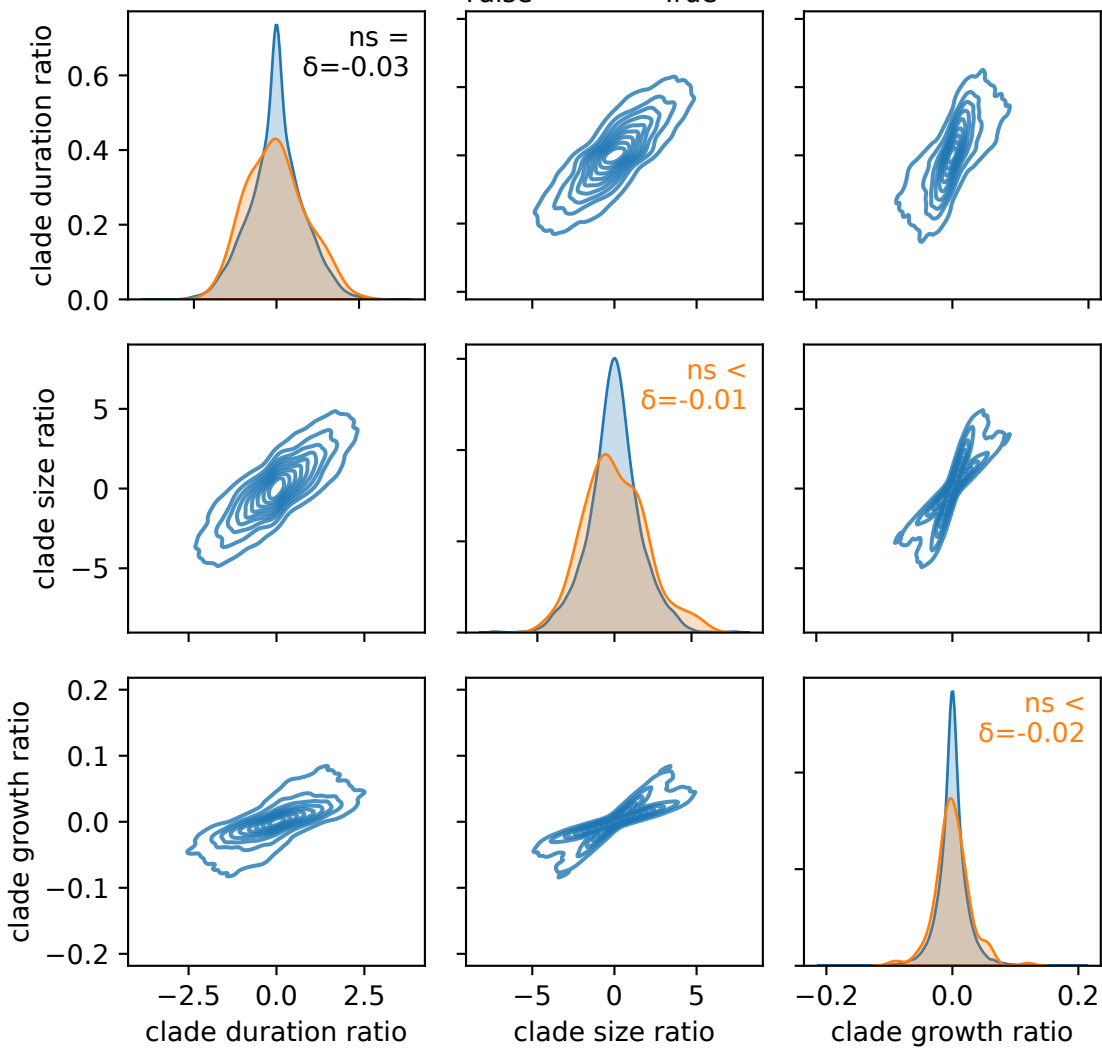 ns =
δ=-0.03
clade duration ratio
0.6
0.4
0.2
0.0
ns <
δ=-0.01
clade size ratio
5
0
−5
ns <
δ=-0.02
clade growth ratio
0.2
0.1
0.0
−0.1
−0.2
−2.5 0.0 2.5
−5 0 5
−0.2 0.0 0.2
clade duration ratio
clade size ratio
clade growth ratio